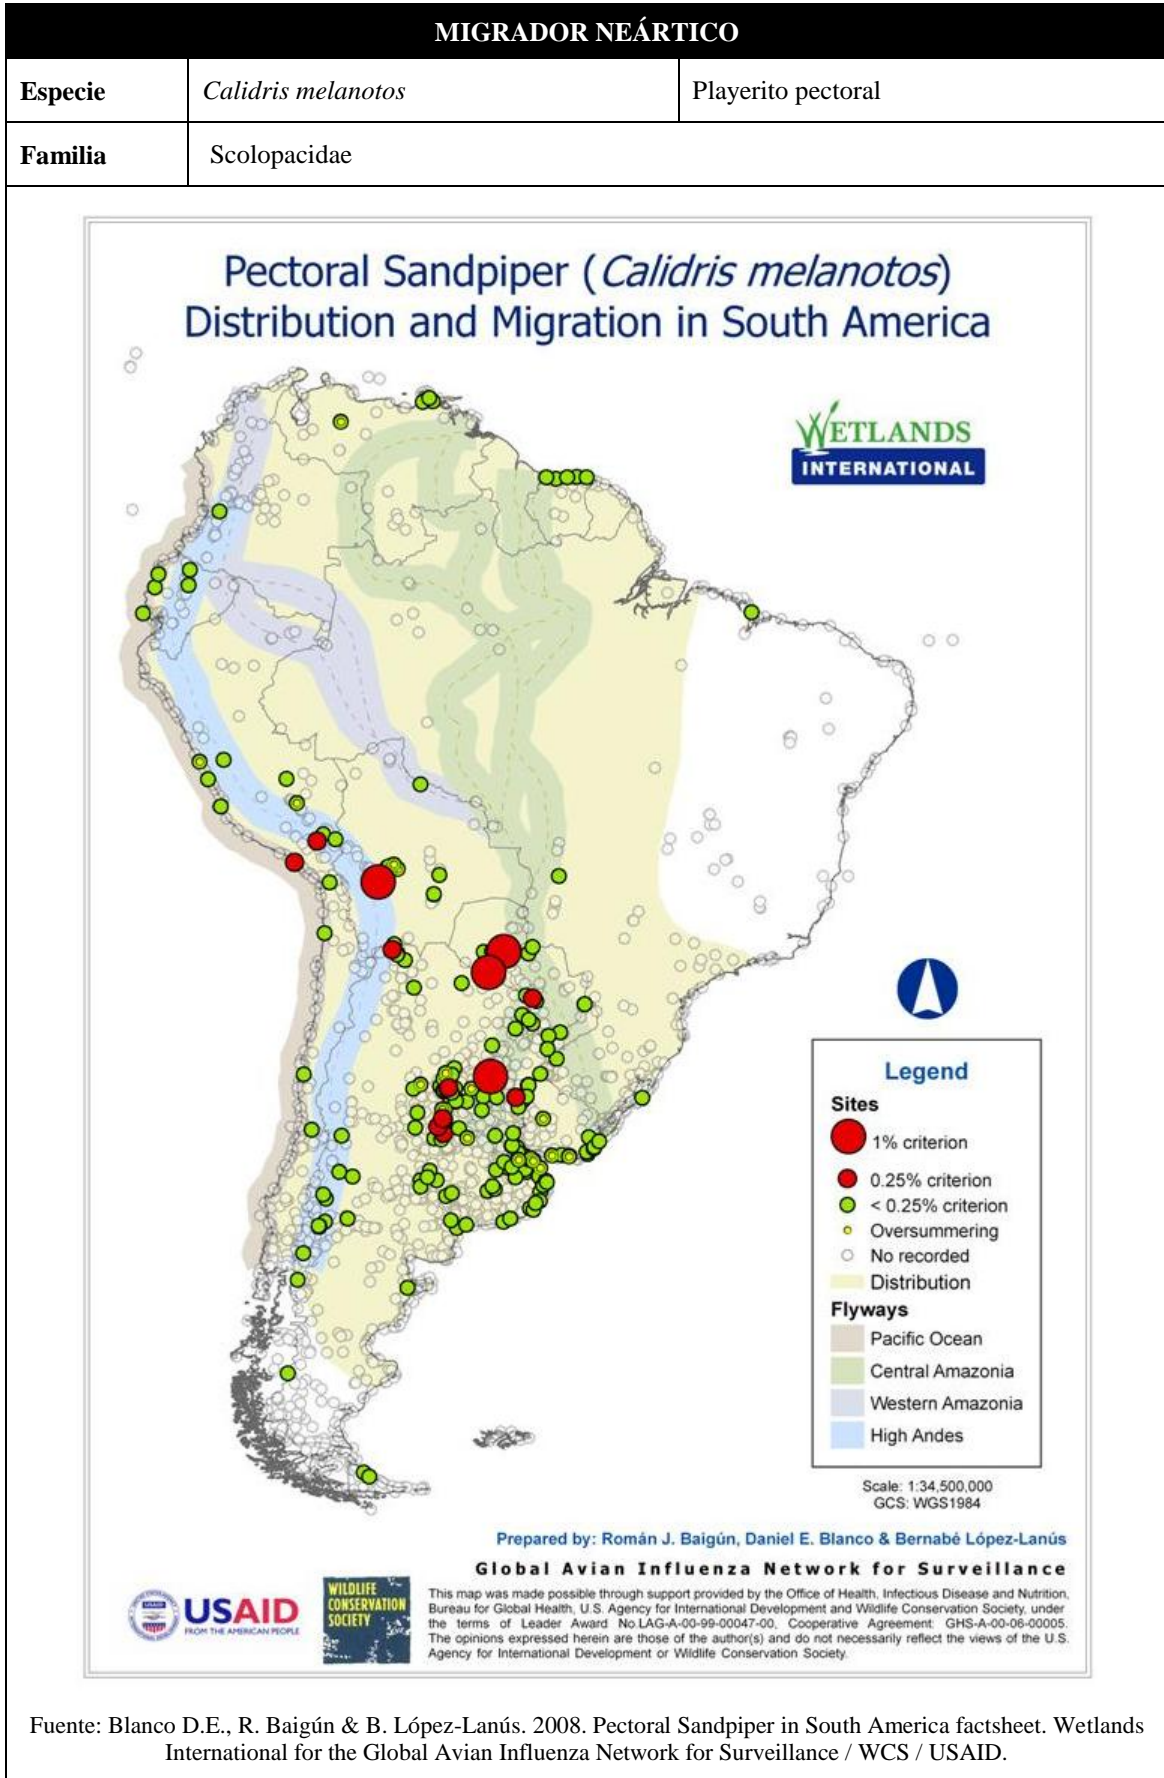 MIGRADOR NEÁRTICO
Especie Calidris melanotos Playerito pectoral
Familia Scolopacidae
Pectoral Sandpiper (Calidris melanotos)
Distribution and Migration in South America
WETLANDS
INTERNATIONAL
Legend
Sites
1% criterion
0.25% criterion
< 0.25% criterion
Oversummering
No recorded
Distribution
Flyways
Pacific Ocean
Central Amazonia
Western Amazonia
High Andes
Scale: 1:34,500,000
GCS: WGS1984
Prepared by: Román J. Baigún, Daniel E. Blanco & Bernabé López-Lanús
Global Avian Influenza Network for Surveillance
USAID
FROM THE AMERICAN PEOPLE
WILDLIFE
CONSERVATION
SOCIETY
This map was made possible through support provided by the Office of Health, Infectious Disease and Nutrition,
Bureau for Global Health, U.S. Agency for International Development and Wildlife Conservation Society, under
the terms of Leader Award No.LAG-A-00-99-00047-00, Cooperative Agreement GHS-A-00-06-00005.
The opinions expressed herein are those of the author(s) and do not necessarily reflect the views of the U.S.
Agency for International Development or Wildlife Conservation Society.
Fuente: Blanco D.E., R. Baigún & B. López-Lanús. 2008. Pectoral Sandpiper in South America factsheet. Wetlands
International for the Global Avian Influenza Network for Surveillance / WCS / USAID.